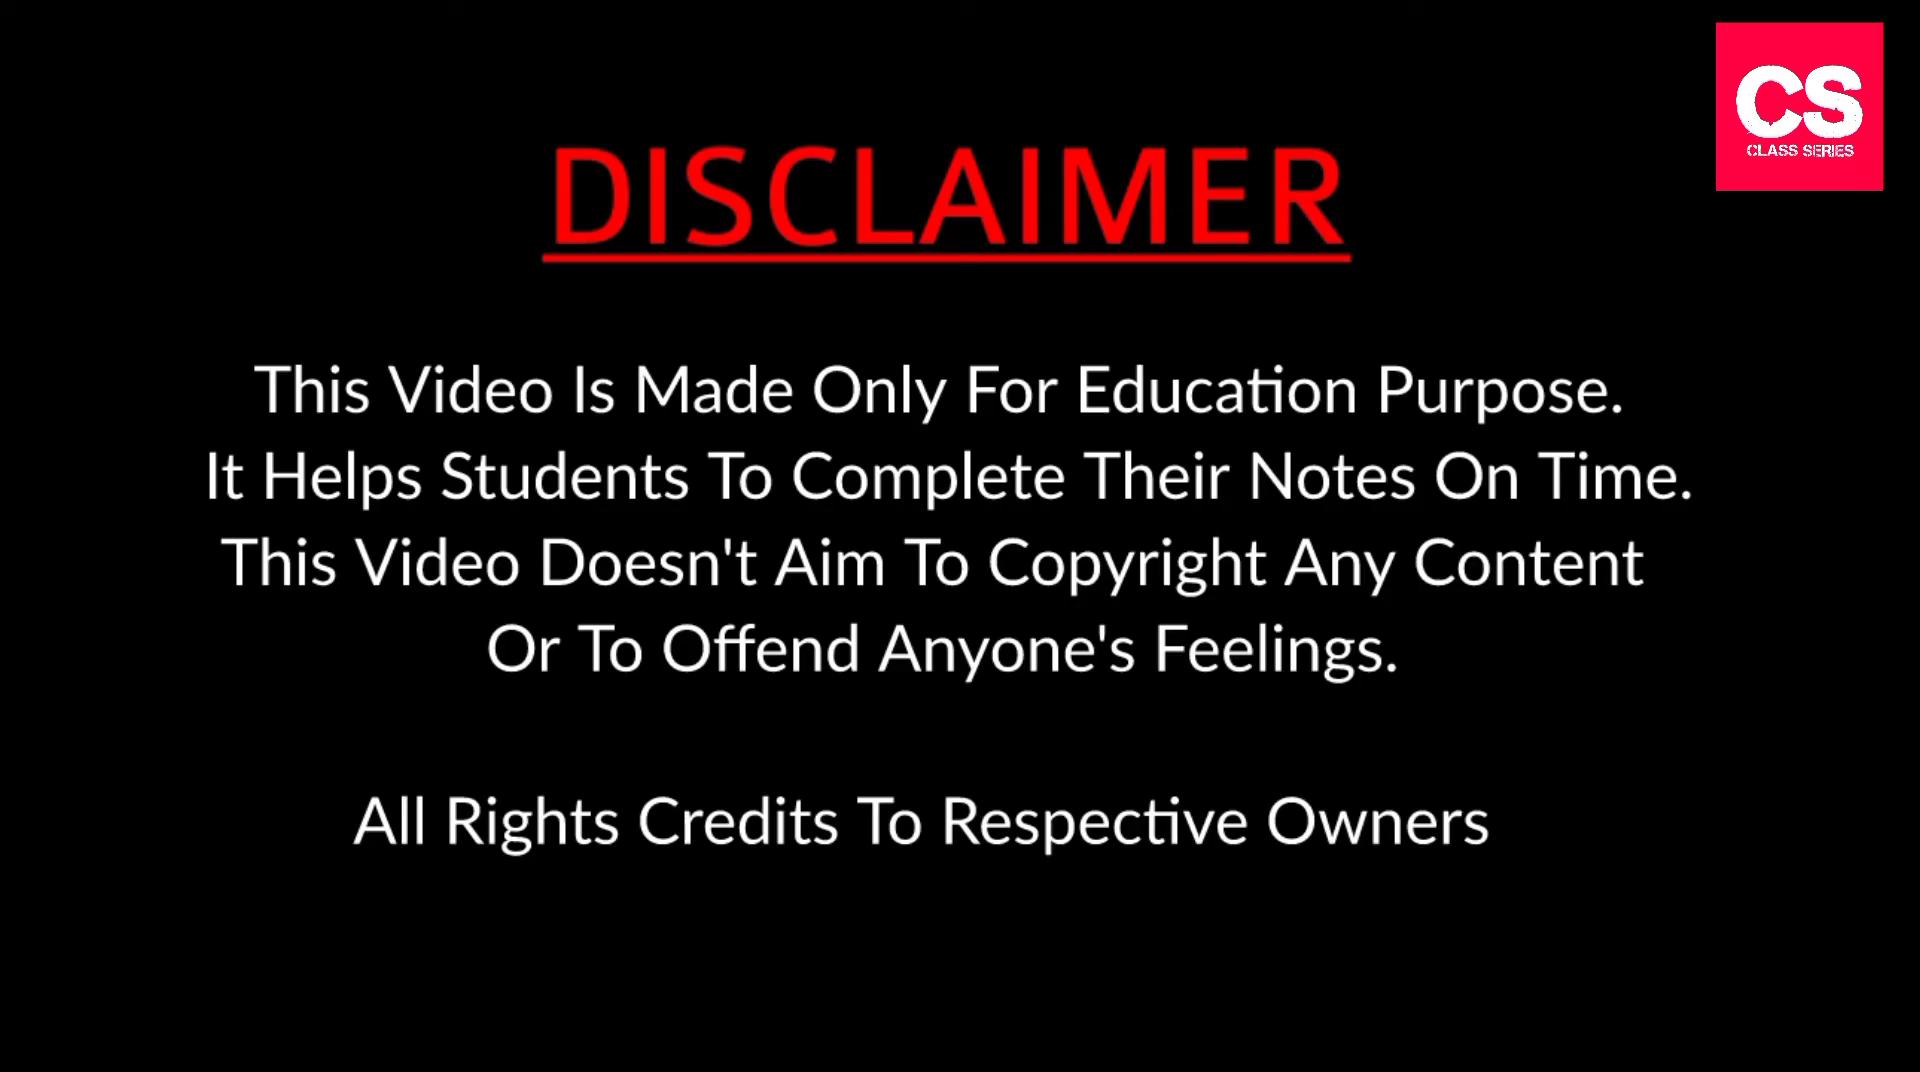 CS
CLASS SERIES
DISCLAIMER
This Video Is Made Only For Education Purpose.
It Helps Students To Complete Their Notes On Time.
This Video Doesn't Aim To Copyright Any Content
Or To Offend Anyone's Feelings.
All Rights Credits To Respective Owners